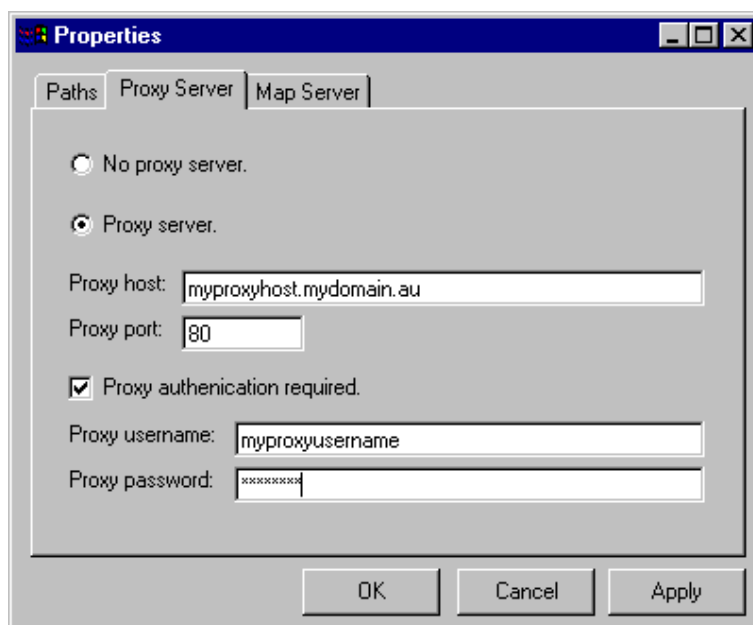 Properties
Paths Proxy Server Map Server
No proxy server.
Proxy server.
Proxy host: myproxyhost.mydomain.au
Proxy port: 80
Proxy authenication required.
Proxy username: myproxyusername
Proxy password: ********
OK Cancel Apply